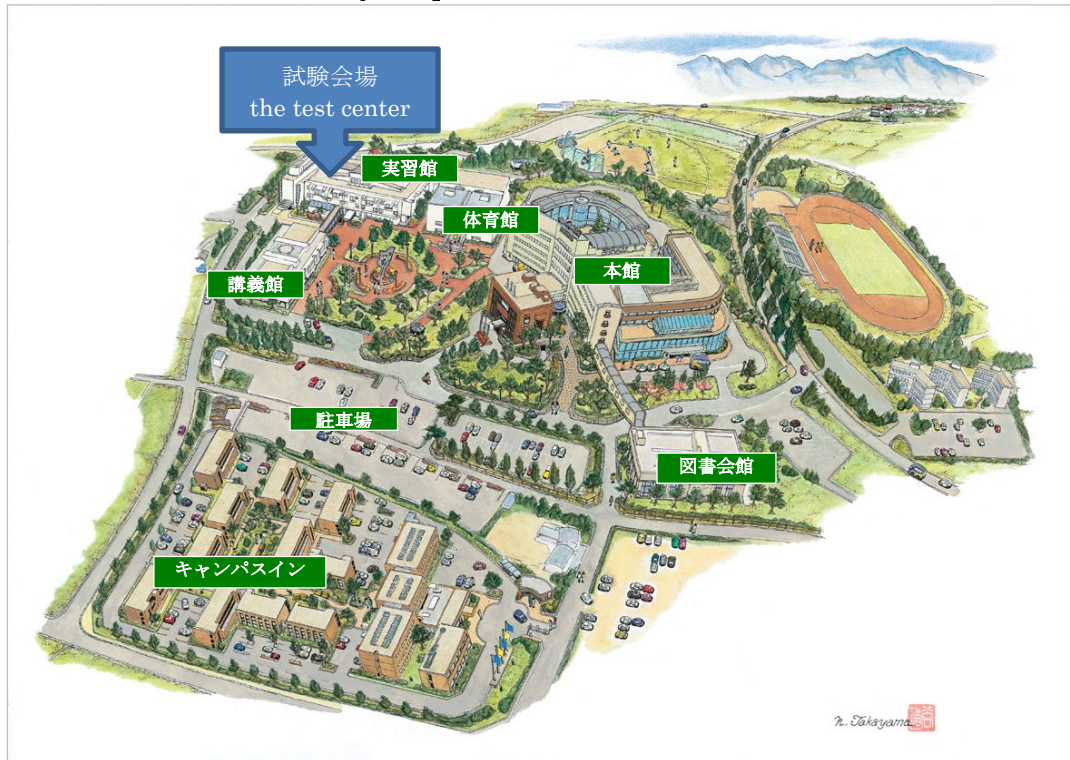 試験会場
the test center
実習館
体育館
本館
講義館
駐車場
図書会館
キャンパスイン
n. Takayama